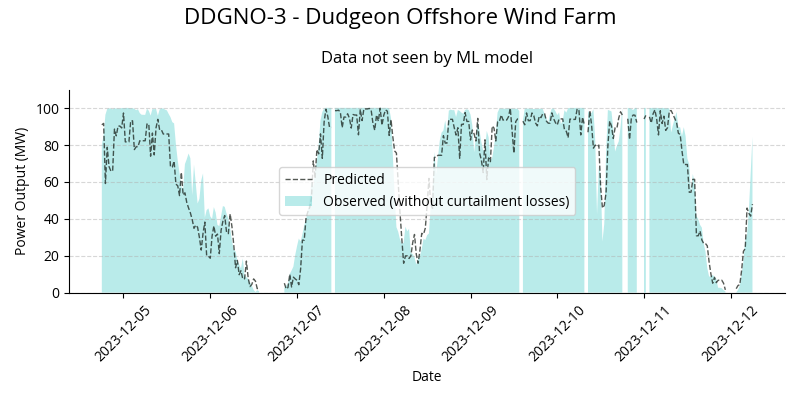 DDGNO-3 - Dudgeon Offshore Wind Farm
Data not seen by ML model
Power Output (MW)
100
80
60
40
20
0
Predicted
Observed (without curtailment losses)
2023-12-05
2023-12-06
2023-12-07
2023-12-08
2023-12-09
2023-12-10
2023-12-11
2023-12-12
Date